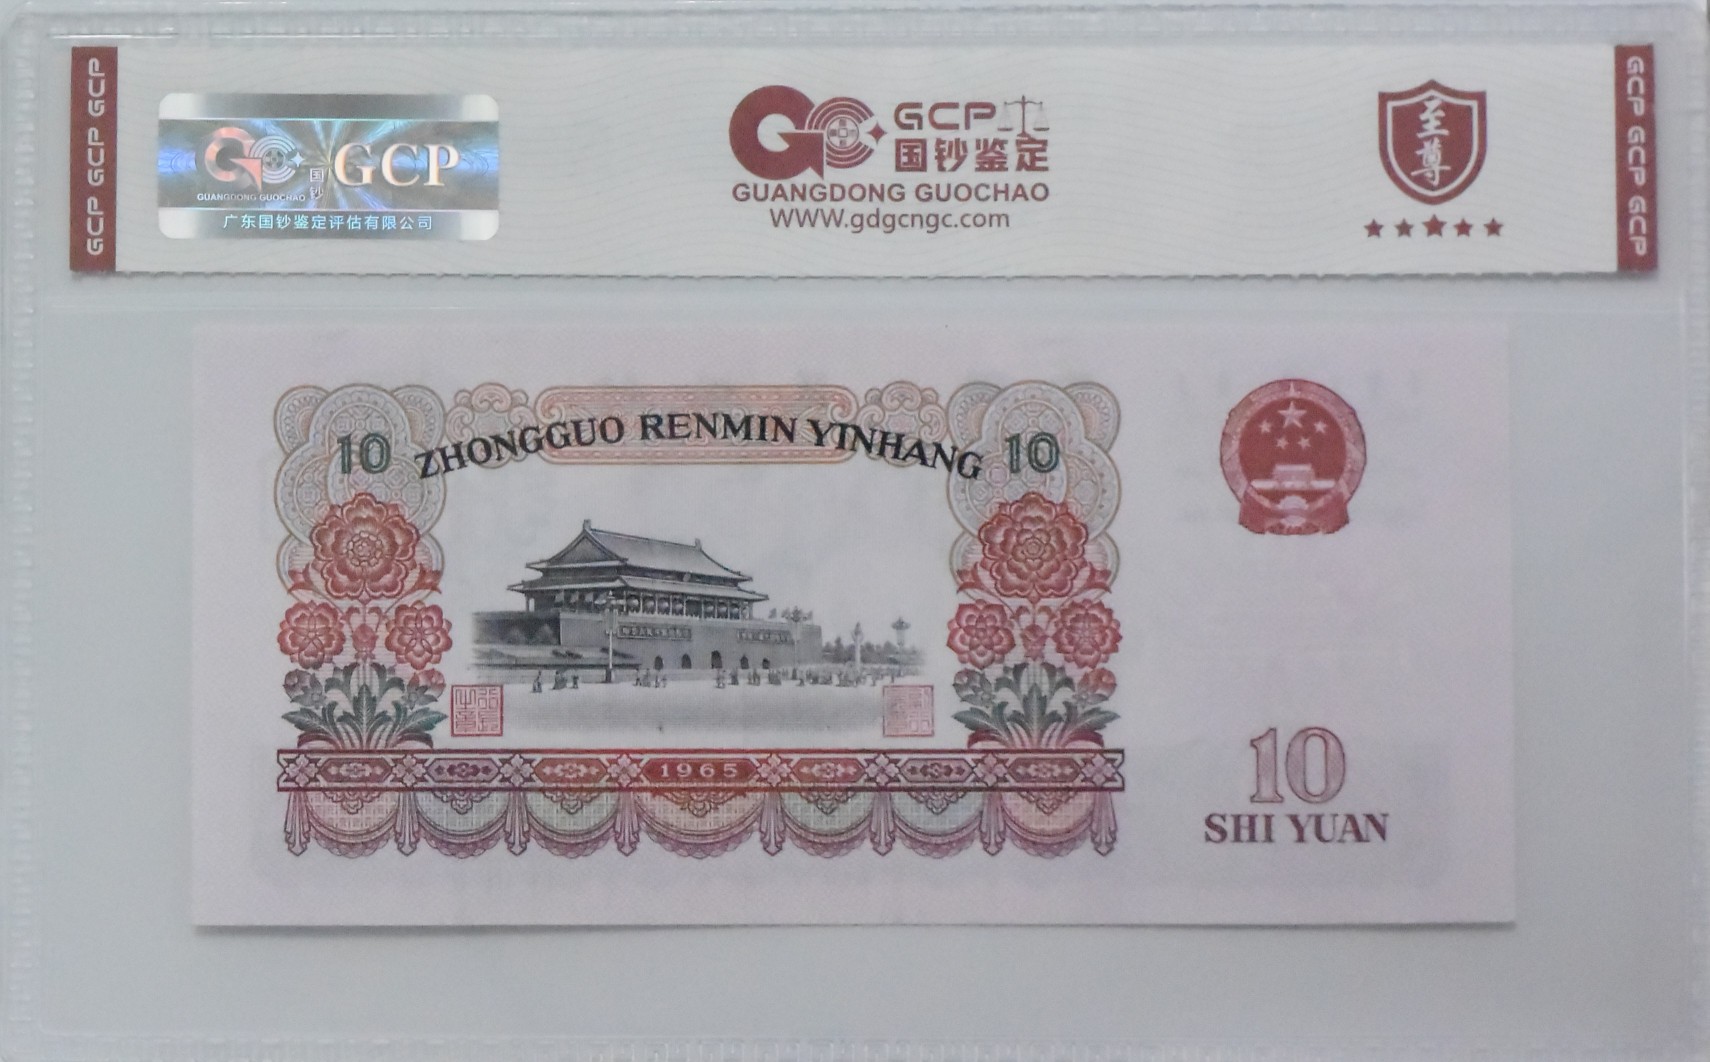 GCP GCP GCP
GCP
国
钞
GUANGDONG GUOCHAO
广东国钞鉴定评估有限公司
GCP
国钞鉴定
GUANGDONG GUOCHAO
WWW.gdgcngc.com
至
尊
GCP GCP GCP
10 ZHONGGUO RENMIN YINHANG 10
1965
10
SHI YUAN